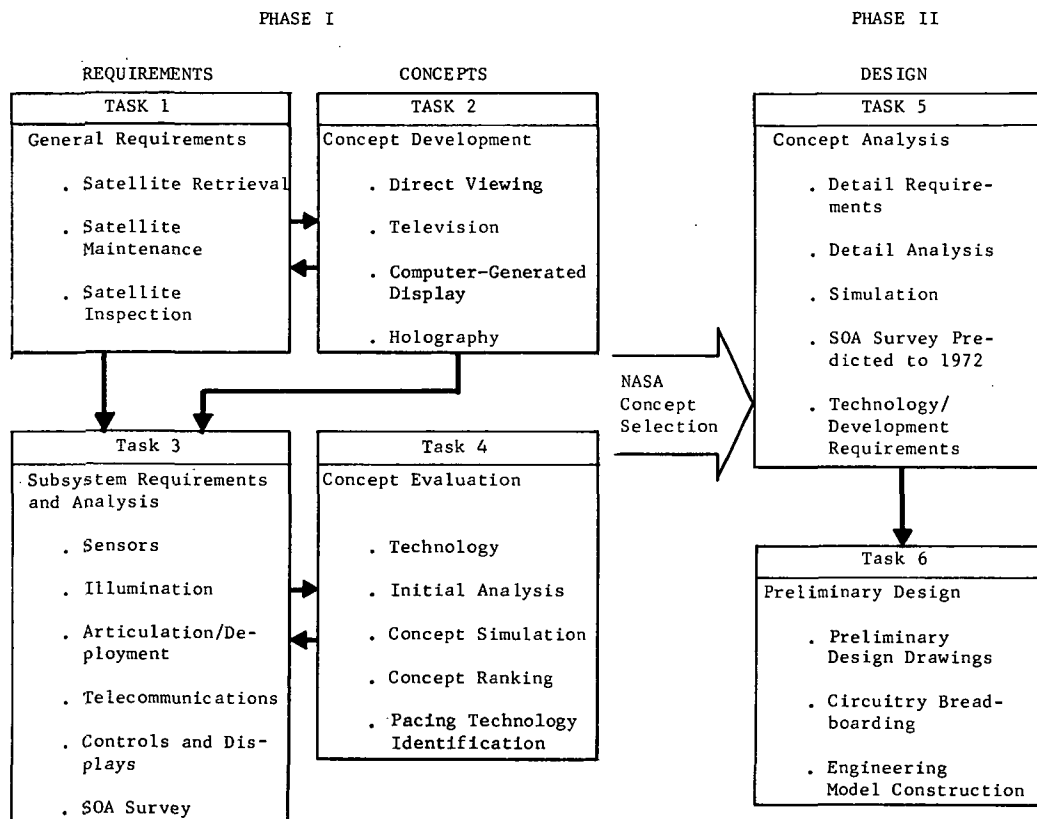 PHASE I
PHASE II
REQUIREMENTS
CONCEPTS
DESIGN
TASK 1
General Requirements
. Satellite Retrieval
. Satellite
Maintenance
. Satellite
Inspection
TASK 2
Concept Development
. Direct Viewing
. Television
. Computer-Generated
Display
. Holography
Task 3
Subsystem Requirements
and Analysis
. Sensors
. Illumination
. Articulation/De-
ployment
. Telecommunications
. Controls and Dis-
plays
. SOA Survey
Task 4
Concept Evaluation
. Technology
. Initial Analysis
. Concept Simulation
. Concept Ranking
. Pacing Technology
Identification
NASA
Concept
Selection
TASK 5
Concept Analysis
. Detail Require-
ments
. Detail Analysis
. Simulation
. SOA Survey Pre-
dicted to 1972
. Technology/
Development
Requirements
Task 6
Preliminary Design
. Preliminary
Design Drawings
. Circuitry Bread-
boarding
. Engineering
Model Construction